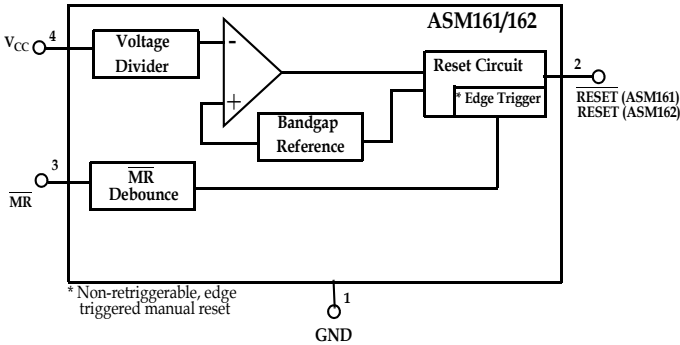 ASM161/162
VCC
4
Voltage
Divider
-
+
Bandgap
Reference
Reset Circuit
* Edge Trigger
2
RESET (ASM161)
RESET (ASM162)
3
MR
MR
Debounce
* Non-retriggerable, edge
triggered manual reset
1
GND